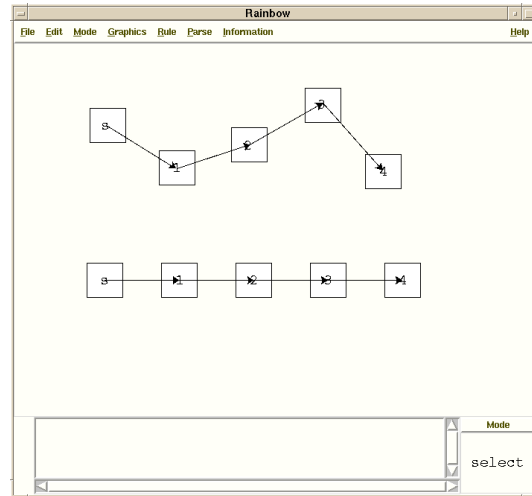 Rainbow
File Edit Mode Graphics Rule Parse Information Help
s 1 2 3 4
s 1 2 3 4
Mode
select